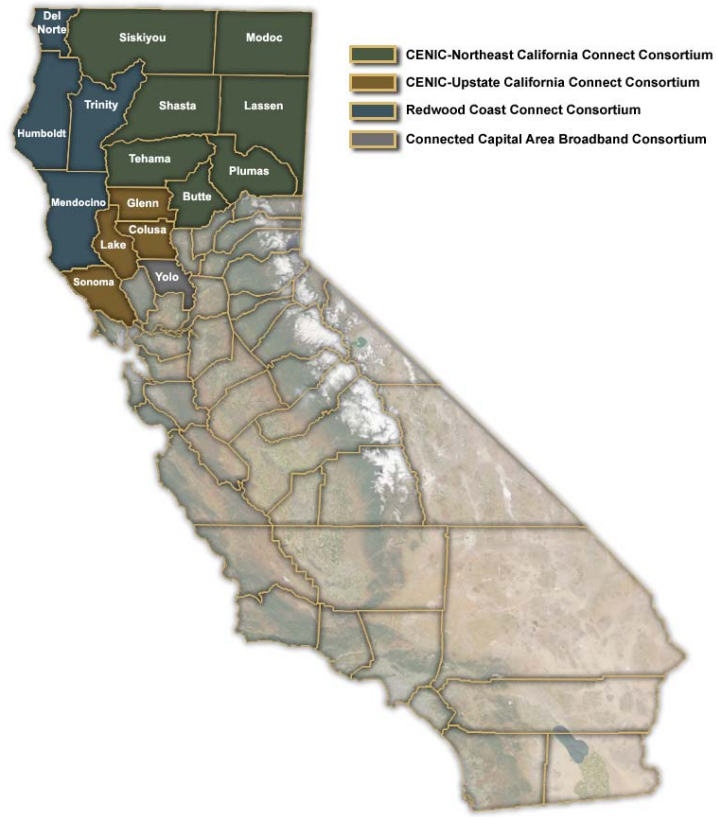 Del
Norte
Siskiyou
Modoc
Humboldt
Trinity
Shasta
Lassen
Tehama
Plumas
Mendocino
Glenn
Butte
Colusa
Lake
Yolo
Sonoma
CENIC-Northeast California Connect Consortium
CENIC-Upstate California Connect Consortium
Redwood Coast Connect Consortium
Connected Capital Area Broadband Consortium